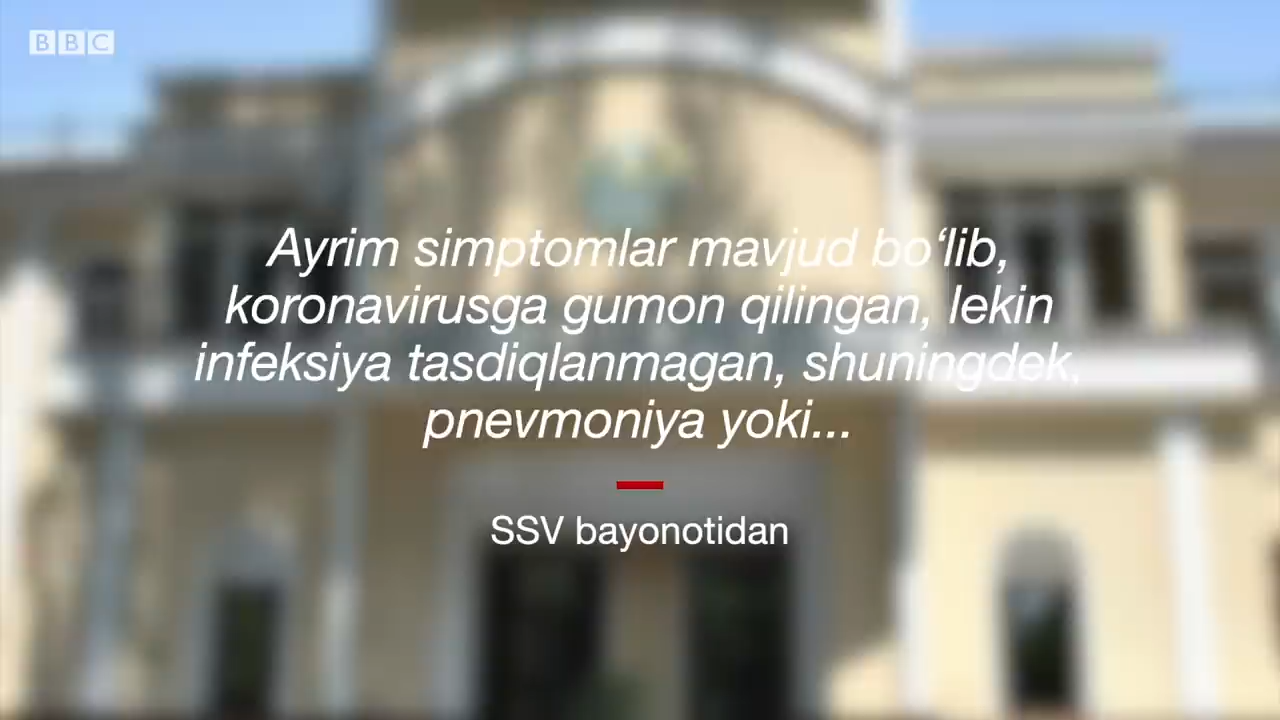 BBC
Ayrim simptomlar mavjud bo‘lib,
koronavirusga gumon qilingan, lekin
infeksiya tasdiqlanmagan, shuningdek,
pnevmoniya yoki...
SSV bayonotidan